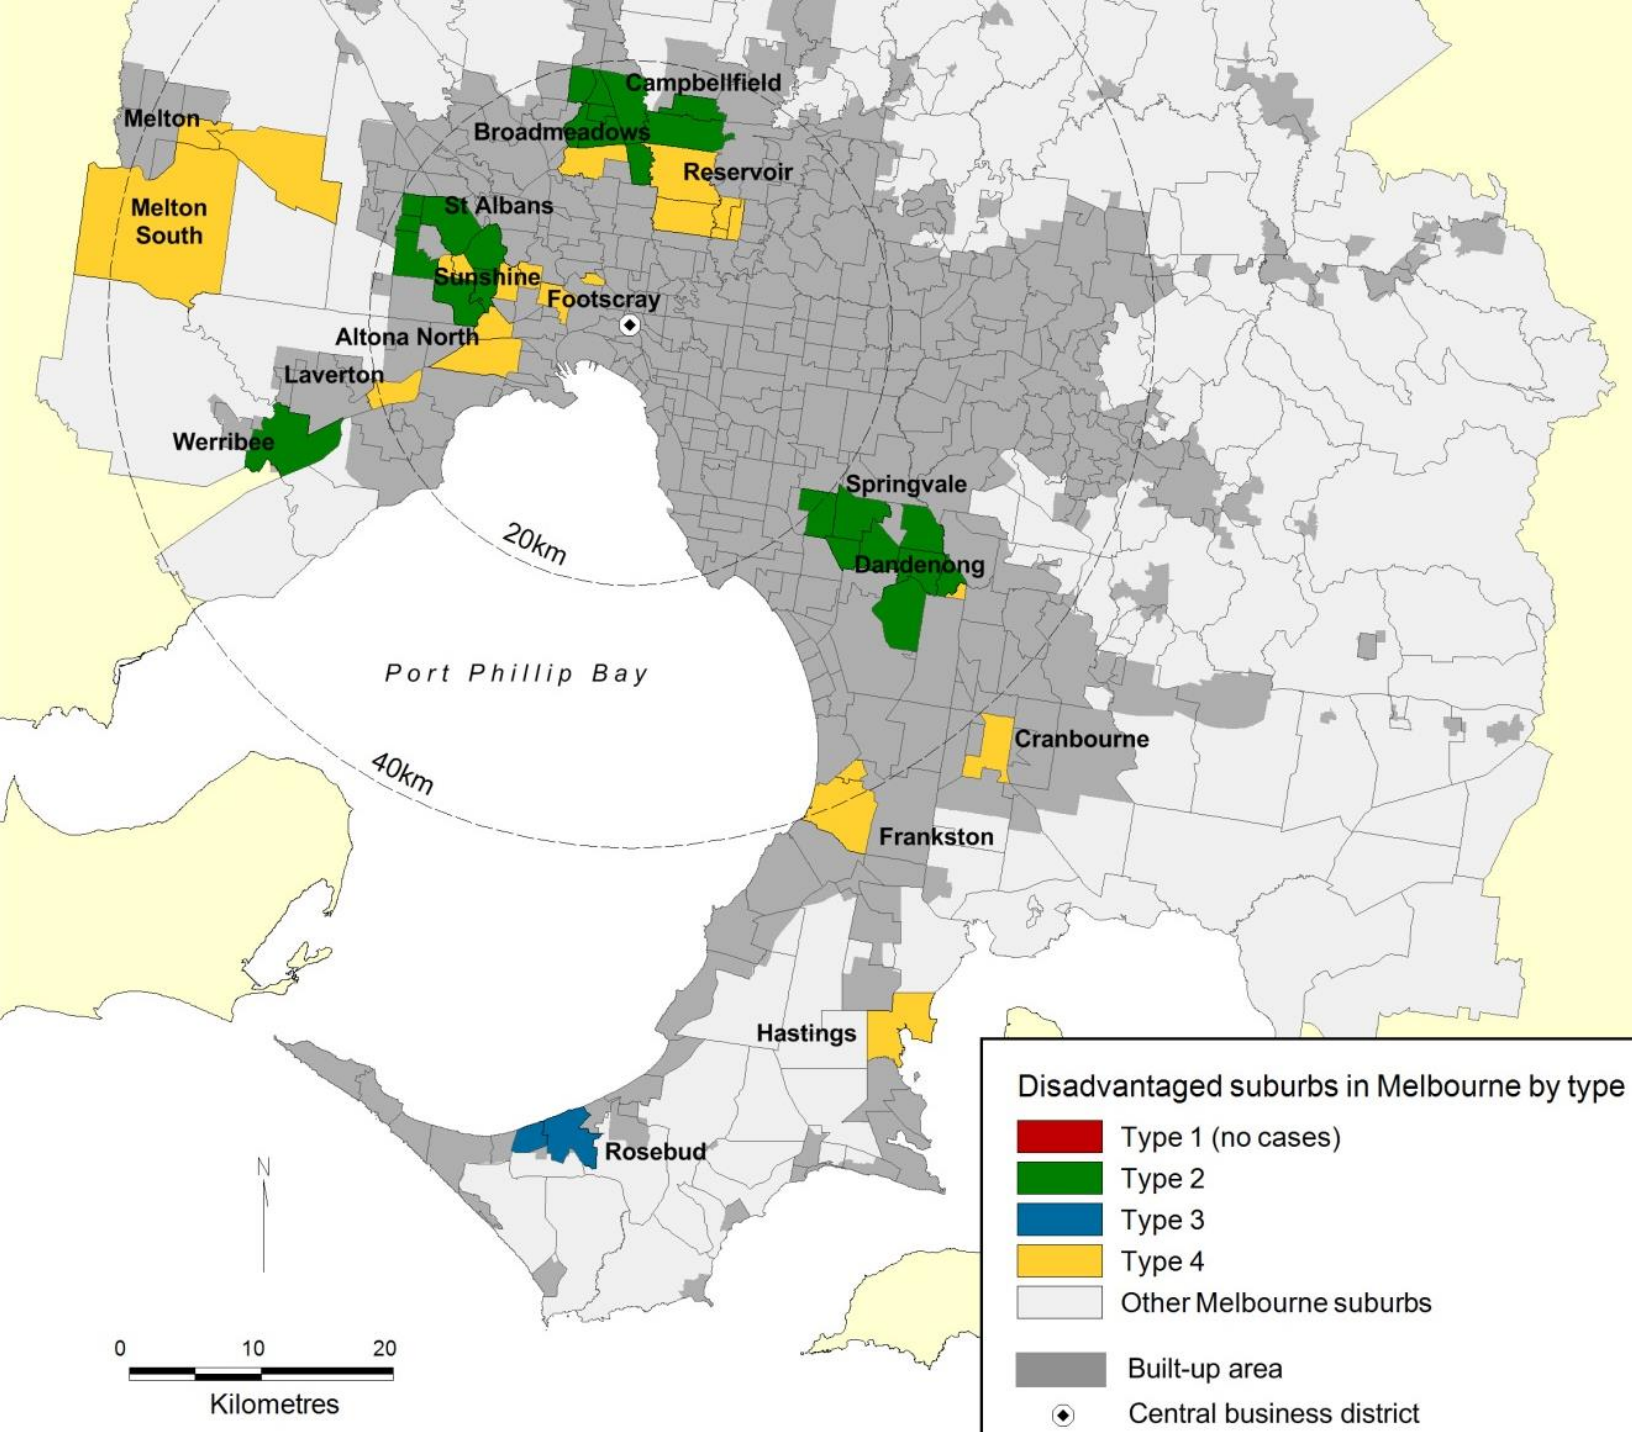 Campbellfield
Melton
Broadmeadows
Reservoir
St Albans
Melton
South
Sunshine
Footscray
Altona North
Laverton
Werribee
Springvale
20km
Dandenong
Port Phillip Bay
Cranbourne
40km
Frankston
Hastings
Rosebud
N
0 10 20
Kilometres
Disadvantaged suburbs in Melbourne by type
Type 1 (no cases)
Type 2
Type 3
Type 4
Other Melbourne suburbs
Built-up area
Central business district